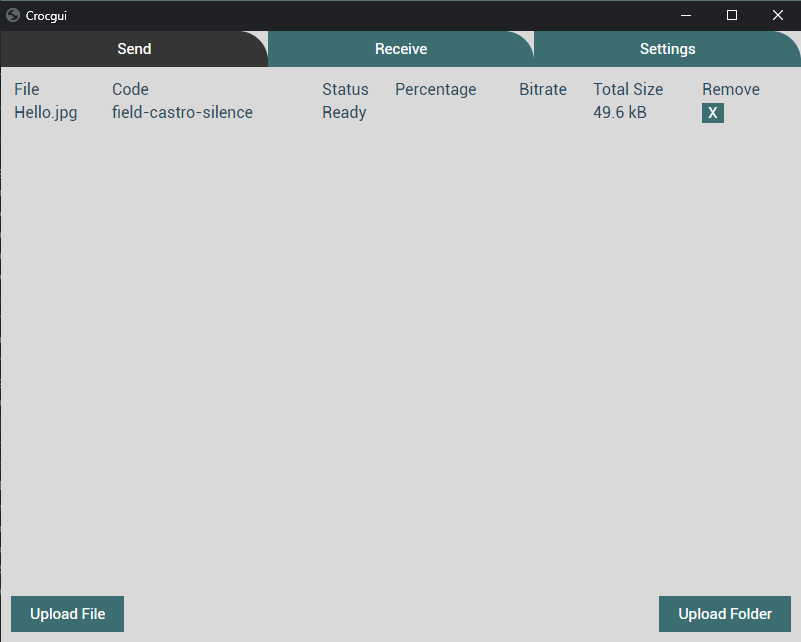 Crocgui
Send Receive Settings
File Code Status Percentage Bitrate Total Size Remove
Hello.jpg field-castro-silence Ready 49.6 kB X
Upload File Upload Folder